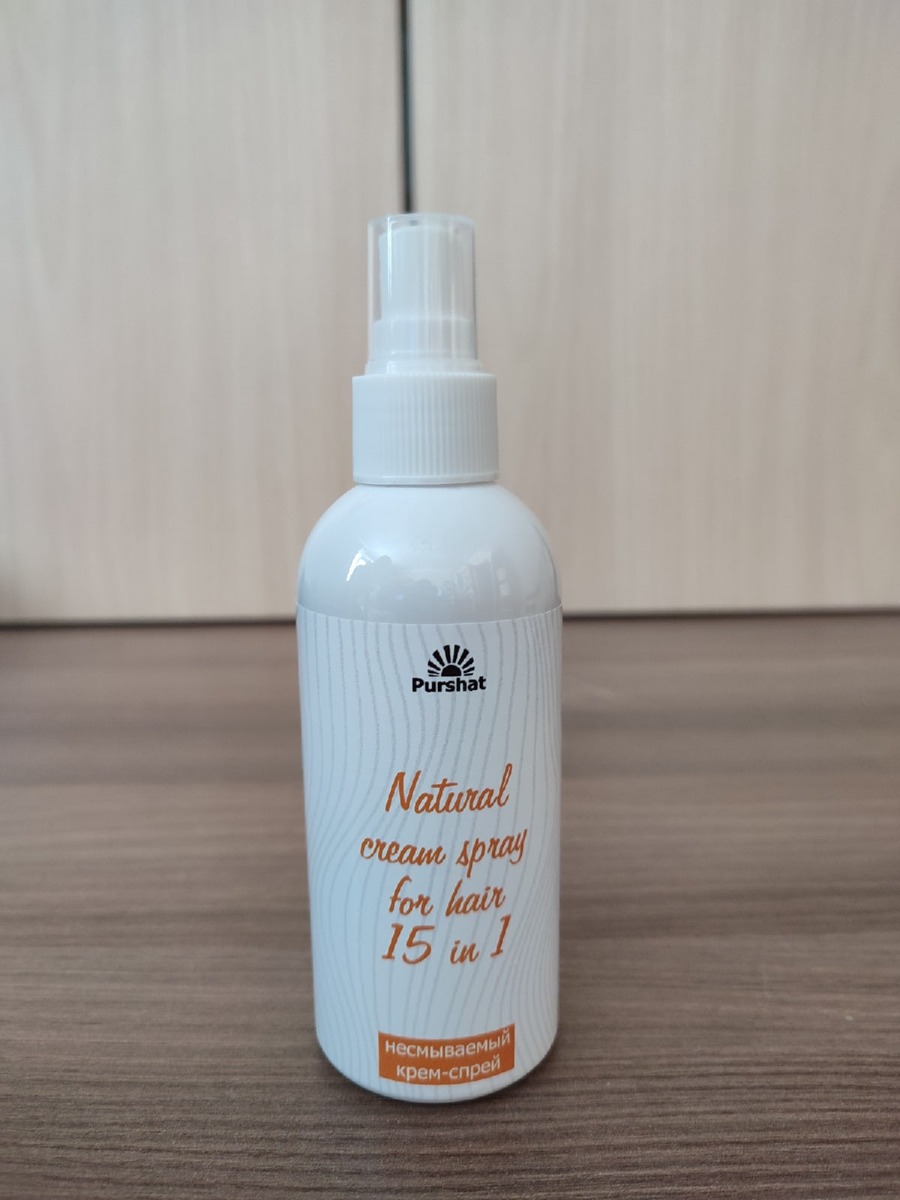 Purshat
Natural
cream spray
for hair
15 in 1
несмываемый
крем-спрей